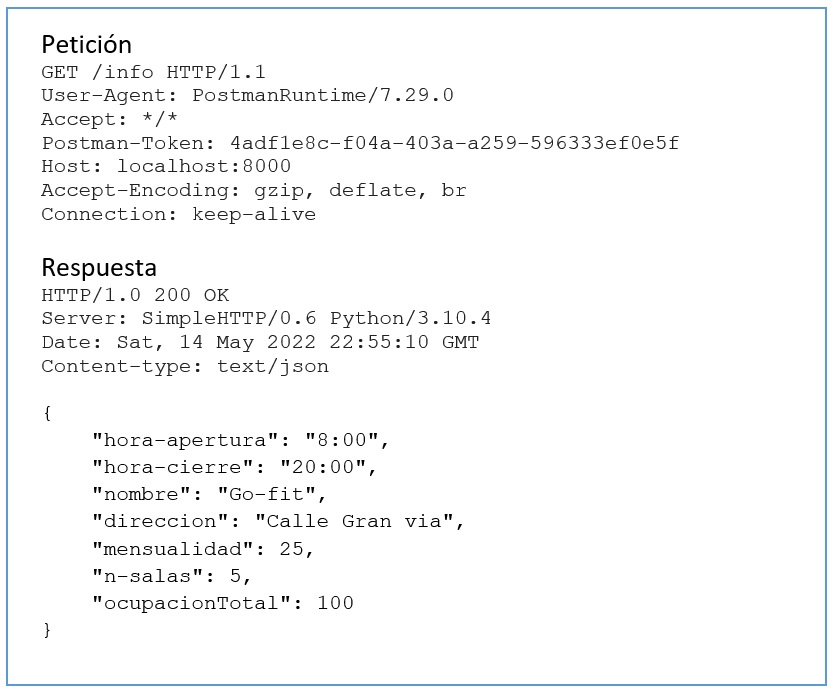 Petición
GET /info HTTP/1.1
User-Agent: PostmanRuntime/7.29.0
Accept: */*
Postman-Token: 4adf1e8c-f04a-403a-a259-596333ef0e5f
Host: localhost:8000
Accept-Encoding: gzip, deflate, br
Connection: keep-alive
Respuesta
HTTP/1.0 200 OK
Server: SimpleHTTP/0.6 Python/3.10.4
Date: Sat, 14 May 2022 22:55:10 GMT
Content-type: text/json
{
    "hora-apertura": "8:00",
    "hora-cierre": "20:00",
    "nombre": "Go-fit",
    "direccion": "Calle Gran via",
    "mensualidad": 25,
    "n-salas": 5,
    "ocupacionTotal": 100
}